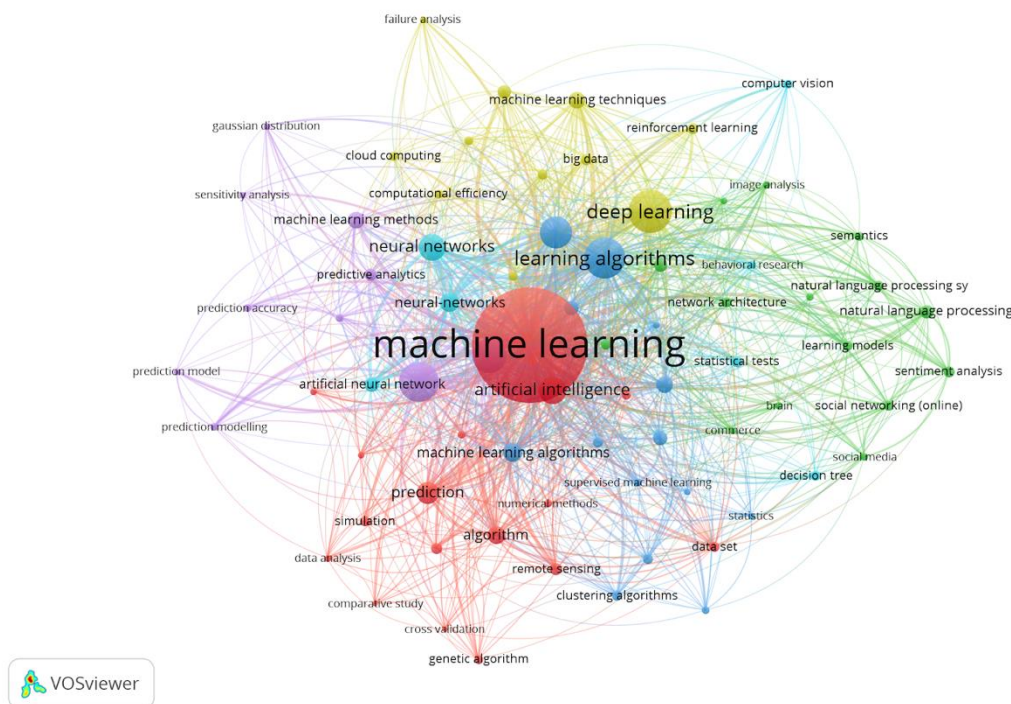 failure analysis
computer vision
machine learning techniques
gaussian distribution
reinforcement learning
cloud computing
big data
image analysis
sensitivity analysis
computational efficiency
deep learning
machine learning methods
semantics
neural networks
learning algorithms
behavioral research
predictive analytics
natural language processing sy
neural-networks
network architecture
prediction accuracy
natural language processing
machine learning
learning models
statistical tests
prediction model
sentiment analysis
artificial neural network
artificial intelligence
brain
social networking (online)
prediction modelling
commerce
machine learning algorithms
social media
decision tree
supervised machine learning
prediction
numerical methods
statistics
simulation
algorithm
data set
data analysis
remote sensing
clustering algorithms
comparative study
cross validation
genetic algorithm
VOSviewer